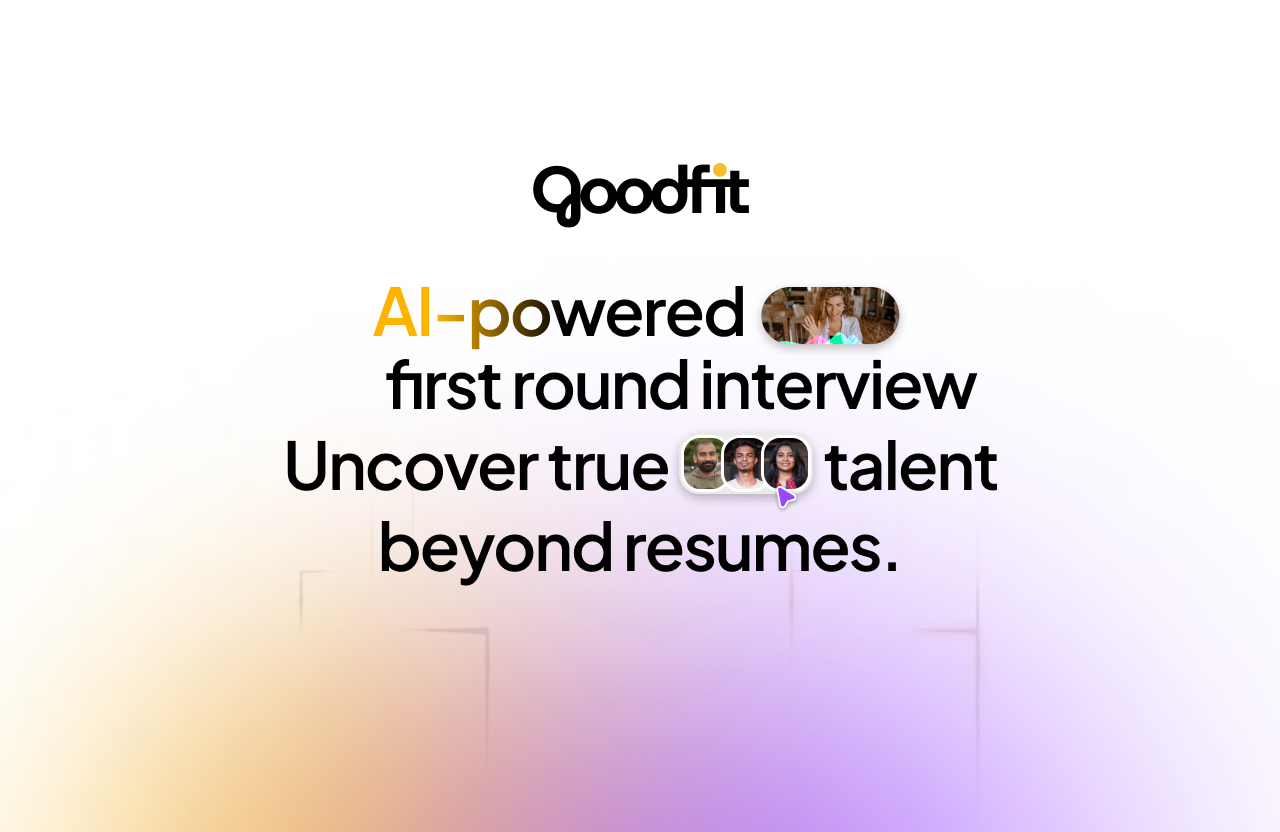 goodfit
AI-powered
first round interview
Uncover true talent
beyond resumes.